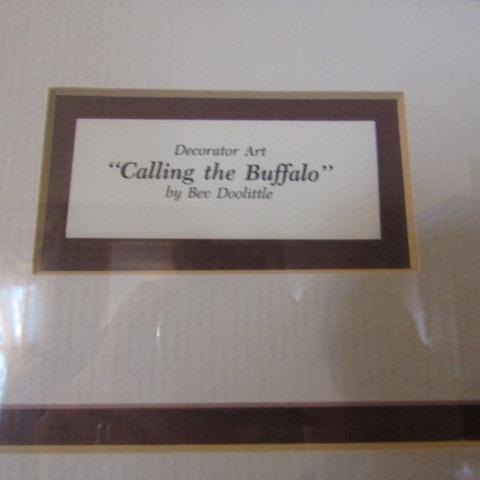 Decorator Art
"Calling the Buffalo"
by Bev Doolittle